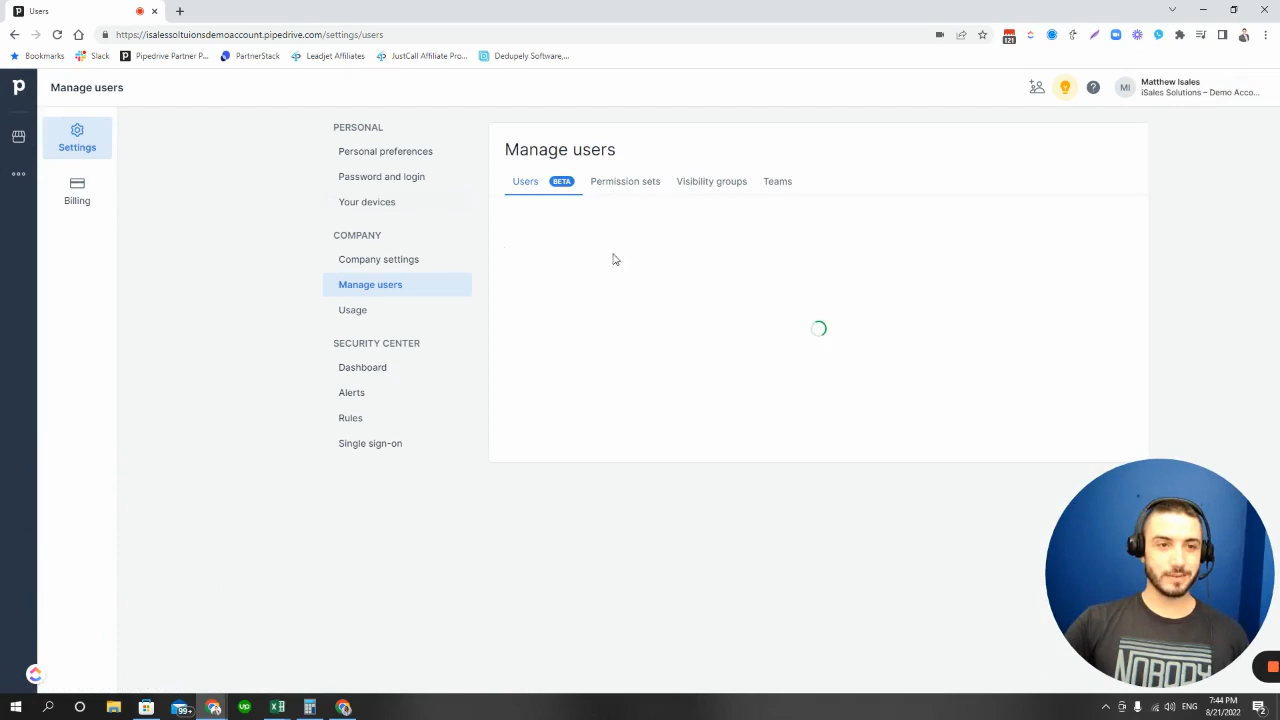 Users
https://isalessoltuionsdemoaccount.pipedrive.com/settings/users
121
Bookmarks
Slack
Pipedrive Partner P...
PartnerStack
Leadjet Affiliates
JustCall Affiliate Pro...
Dedupely Software,...
Manage users
MI
Matthew Isales
iSales Solutions – Demo Acco...
Settings
Billing
PERSONAL
Personal preferences
Password and login
Your devices
COMPANY
Company settings
Manage users
Usage
SECURITY CENTER
Dashboard
Alerts
Rules
Single sign-on
Manage users
Users BETA Permission sets Visibility groups Teams
NOBODY
99+
ENG
7:44 PM
8/21/2022
2